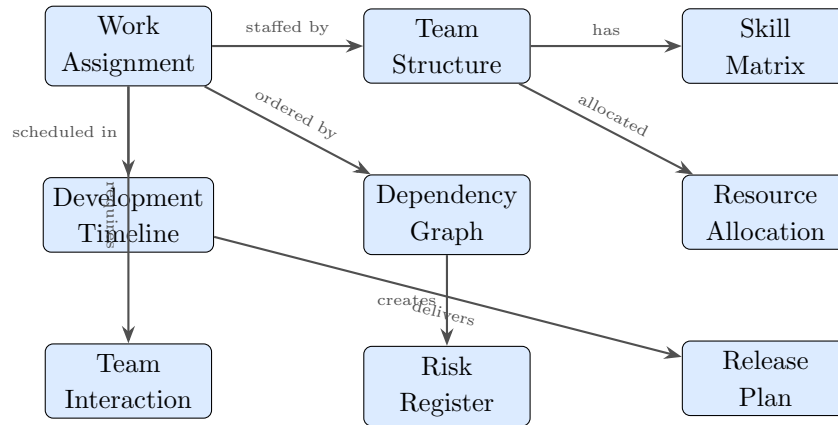 Work
Assignment
staffed by
Team
Structure
has
Skill
Matrix
scheduled in
ordered by
allocated
Development
Timeline
requires
Dependency
Graph
Resource
Allocation
creates
delivers
Team
Interaction
Risk
Register
Release
Plan